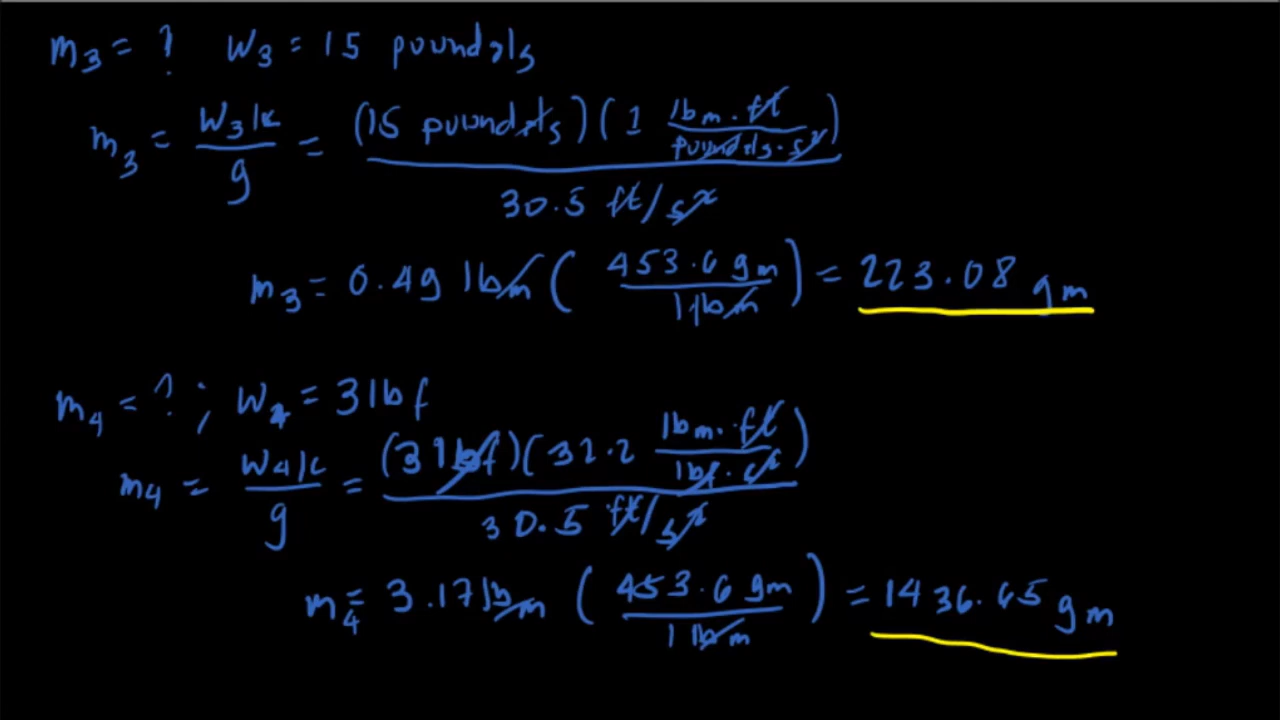 m3 = ? W3 = 15 poundals
m3 = W3k/g = (15 poundals)(1 lbm.ft/poundals.s²) / 30.5 ft/s²
m3 = 0.49 lbm (453.6 gm / 1 lbm) = 223.08 gm
m4 = ? ; W4 = 3 lbf
m4 = W4k/g = (3 lbf)(32.2 lbm.ft/lbf.s²) / 30.5 ft/s²
m4 = 3.17 lbm (453.6 gm / 1 lbm) = 1436.65 gm